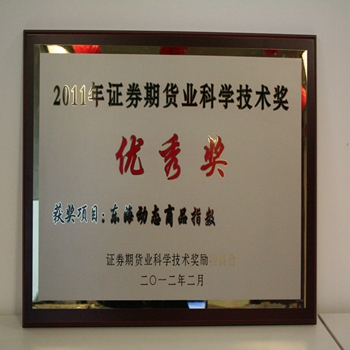 2011年证券期货业科学技术奖
优秀奖
获奖项目：东海动态商品指数
证券期货业科学技术奖励
二〇一二年二月